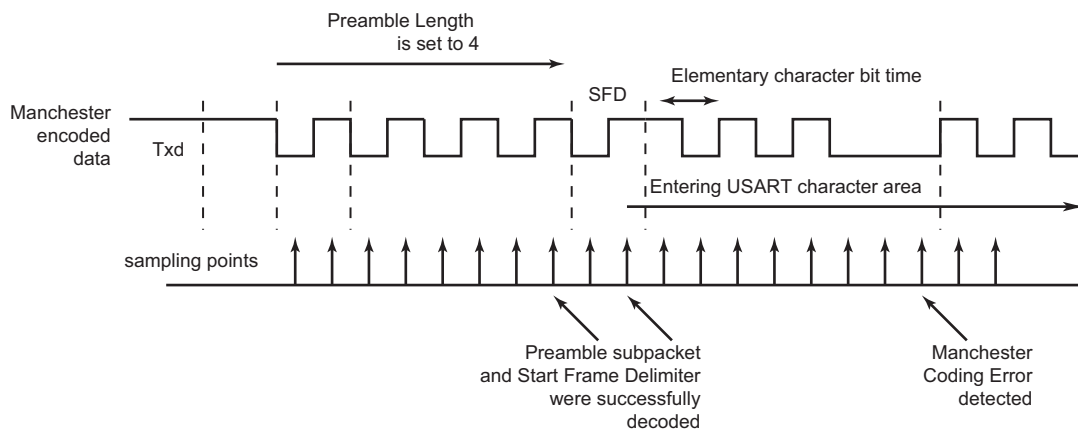 Preamble Length
is set to 4
Elementary character bit time
SFD
Manchester
encoded
data
Txd
Entering USART character area
sampling points
Preamble subpacket
and Start Frame Delimiter
were successfully
decoded
Manchester
Coding Error
detected